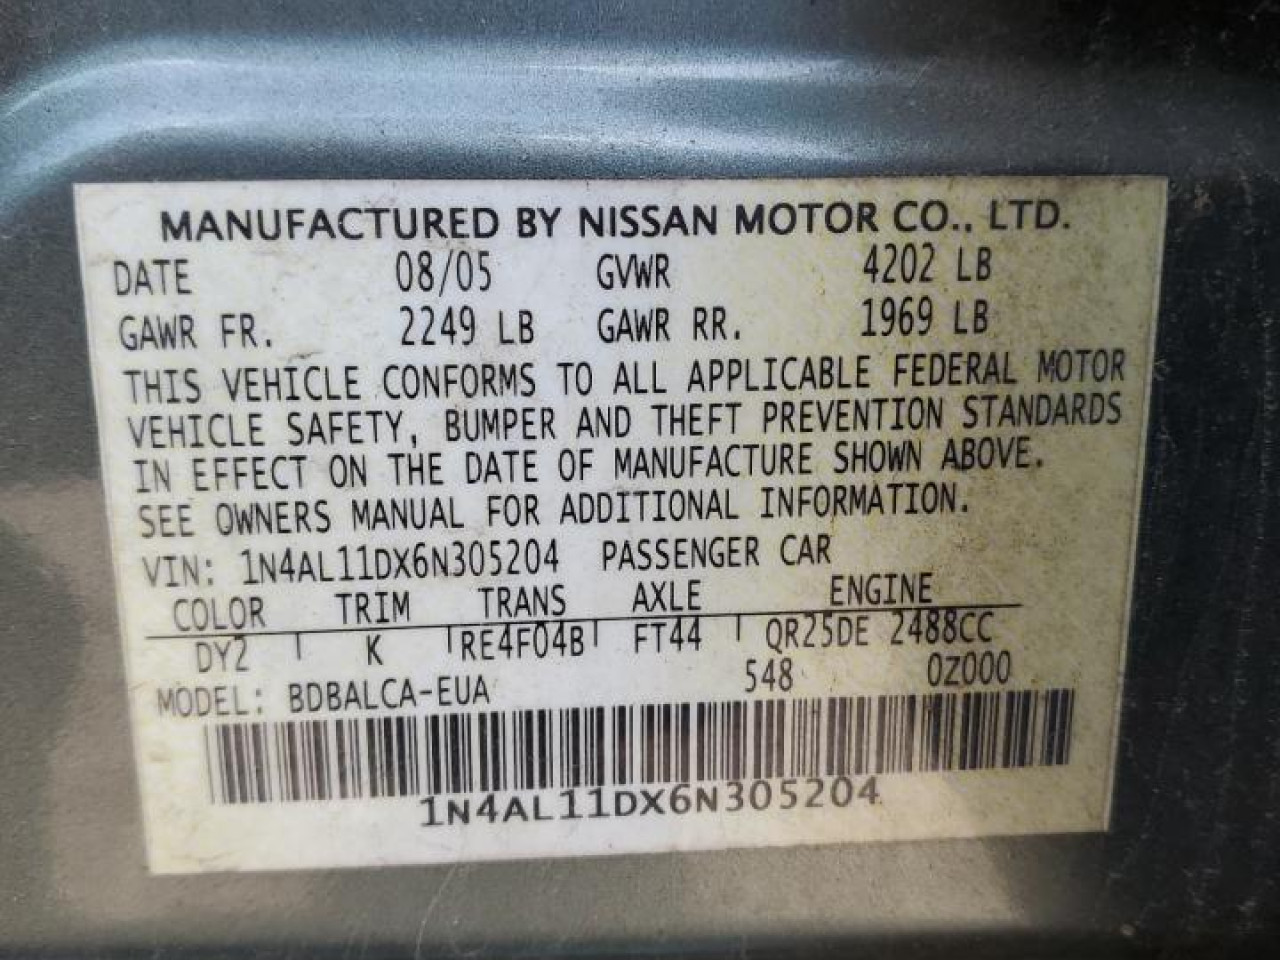 MANUFACTURED BY NISSAN MOTOR CO., LTD.
DATE 08/05 GVWR 4202 LB
GAWR FR. 2249 LB GAWR RR. 1969 LB
THIS VEHICLE CONFORMS TO ALL APPLICABLE FEDERAL MOTOR
VEHICLE SAFETY, BUMPER AND THEFT PREVENTION STANDARDS
IN EFFECT ON THE DATE OF MANUFACTURE SHOWN ABOVE.
SEE OWNERS MANUAL FOR ADDITIONAL INFORMATION.
VIN: 1N4AL11DX6N305204 PASSENGER CAR
COLOR TRIM TRANS AXLE ENGINE
DY2 K RE4F04B FT44 QR25DE 2488CC
MODEL: BDBALCA-EUA 548 0Z000
1N4AL11DX6N305204